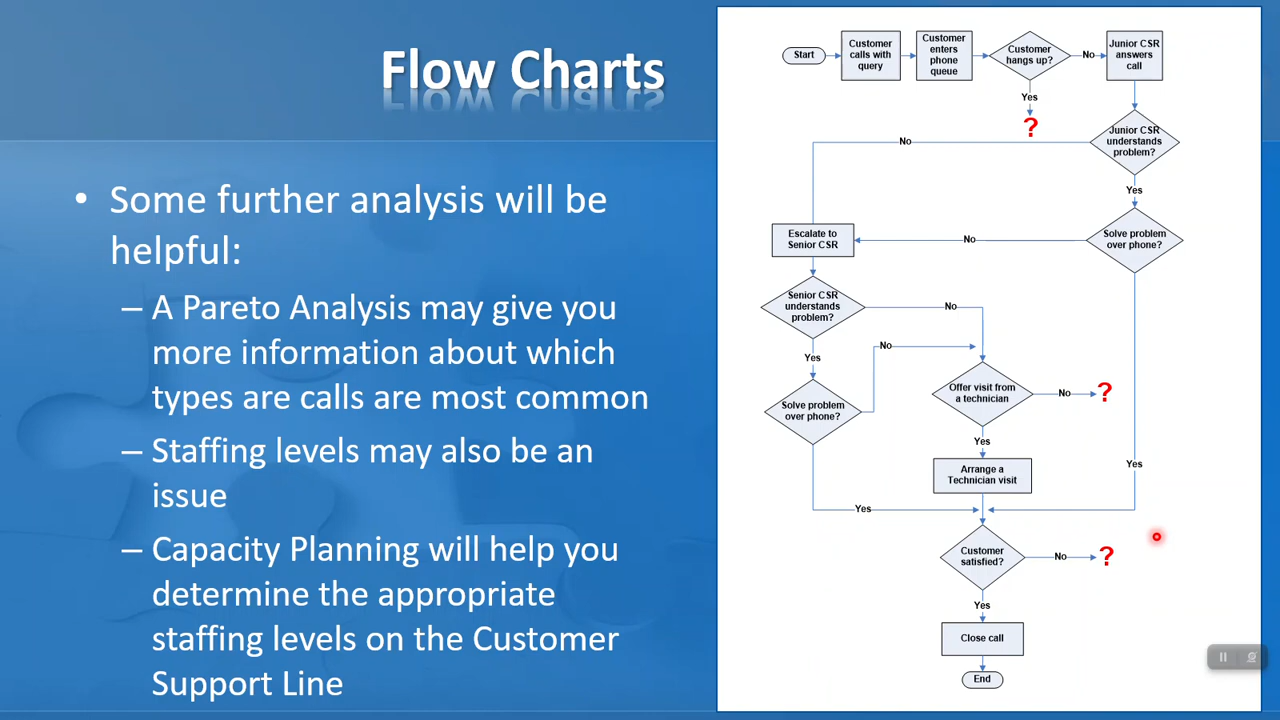 Flow Charts
• Some further analysis will be
helpful:
– A Pareto Analysis may give you
more information about which
types are calls are most common
– Staffing levels may also be an
issue
– Capacity Planning will help you
determine the appropriate
staffing levels on the Customer
Support Line
Start
Customer
calls with
query
Customer
enters
phone
queue
Customer
hangs up?
No
Junior CSR
answers
call
Yes
?
Junior CSR
understands
problem?
No
Yes
Solve problem
over phone?
No
Escalate to
Senior CSR
Senior CSR
understands
problem?
No
Yes
Solve problem
over phone?
No
Offer visit from
a technician
No
?
Yes
Arrange a
Technician visit
Yes
Yes
Customer
satisfied?
No
?
Yes
Close call
End